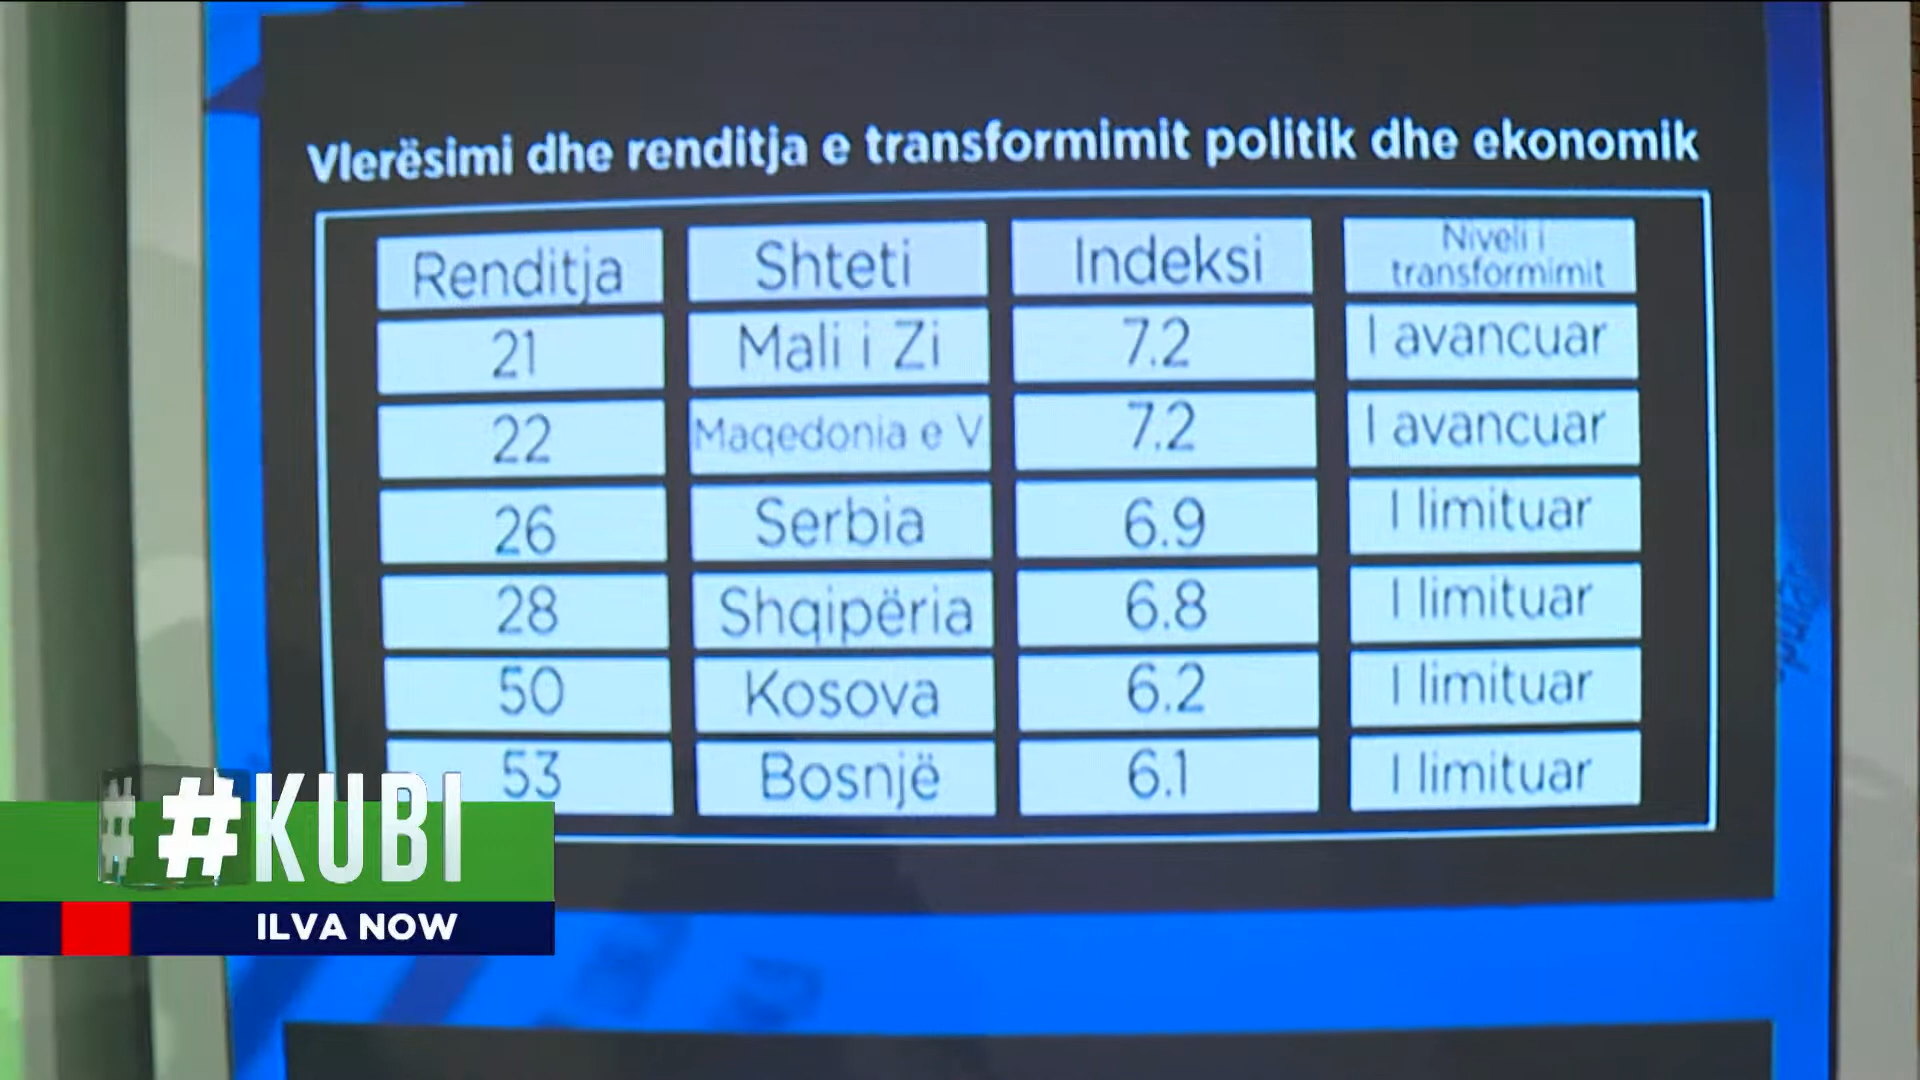 Vlerësimi dhe renditja e transformimit politik dhe ekonomik
Renditja Shteti Indeksi Niveli i transformimit
21 Mali i Zi 7.2 I avancuar
22 Maqedonia e V 7.2 I avancuar
26 Serbia 6.9 I limituar
28 Shqipëria 6.8 I limituar
50 Kosova 6.2 I limituar
53 Bosnjë 6.1 I limituar
##KUBI
ILVA NOW